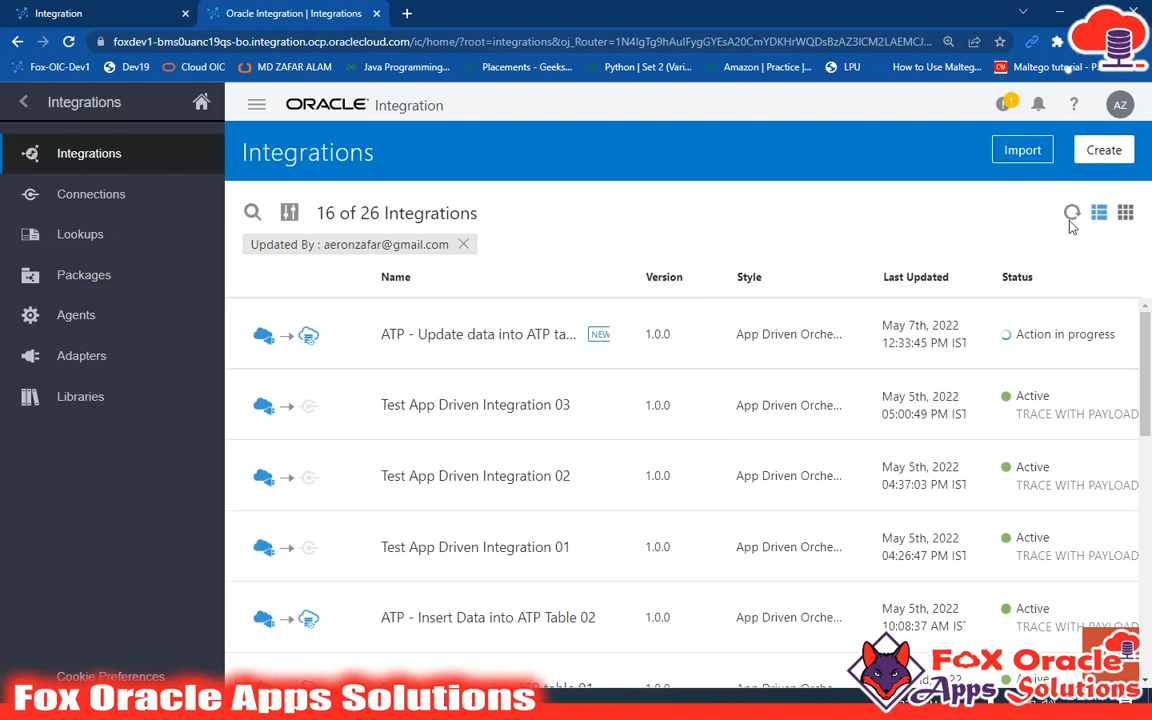 Integration
Oracle Integration | Integrations
foxdev1-bms0uanc19qs-bo.integration.ocp.oraclecloud.com/ic/home/?root=integrations&oj_Router=1N4IgTg9hAuIFygGYEsA20CmYDKHrWQDsBzAZ3ICM2LAEMCJ...
Fox-OIC-Dev1
Dev19
Cloud OIC
MD ZAFAR ALAM
Java Programming...
Placements - Geeks...
Python | Set 2 (Vari...
Amazon | Practice |...
LPU
How to Use Malteg...
Maltego tutorial - P
Integrations
ORACLE Integration
1
?
AZ
Integrations
Connections
Lookups
Packages
Agents
Adapters
Libraries
Cookie Preferences
Integrations
Import
Create
16 of 26 Integrations
Updated By : aeronzafar@gmail.com
Name
Version
Style
Last Updated
Status
ATP - Update data into ATP ta...
NEW
1.0.0
App Driven Orche...
May 7th, 2022
12:33:45 PM IST
Action in progress
Test App Driven Integration 03
1.0.0
App Driven Orche...
May 5th, 2022
05:00:49 PM IST
Active
TRACE WITH PAYLOAD
Test App Driven Integration 02
1.0.0
App Driven Orche...
May 5th, 2022
04:37:03 PM IST
Active
TRACE WITH PAYLOAD
Test App Driven Integration 01
1.0.0
App Driven Orche...
May 5th, 2022
04:26:47 PM IST
Active
TRACE WITH PAYLOAD
ATP - Insert Data into ATP Table 02
1.0.0
App Driven Orche...
May 5th, 2022
10:08:37 AM IST
Active
TRACE WITH
Fox Oracle Apps Solutions
FOX Oracle
Apps Solutions